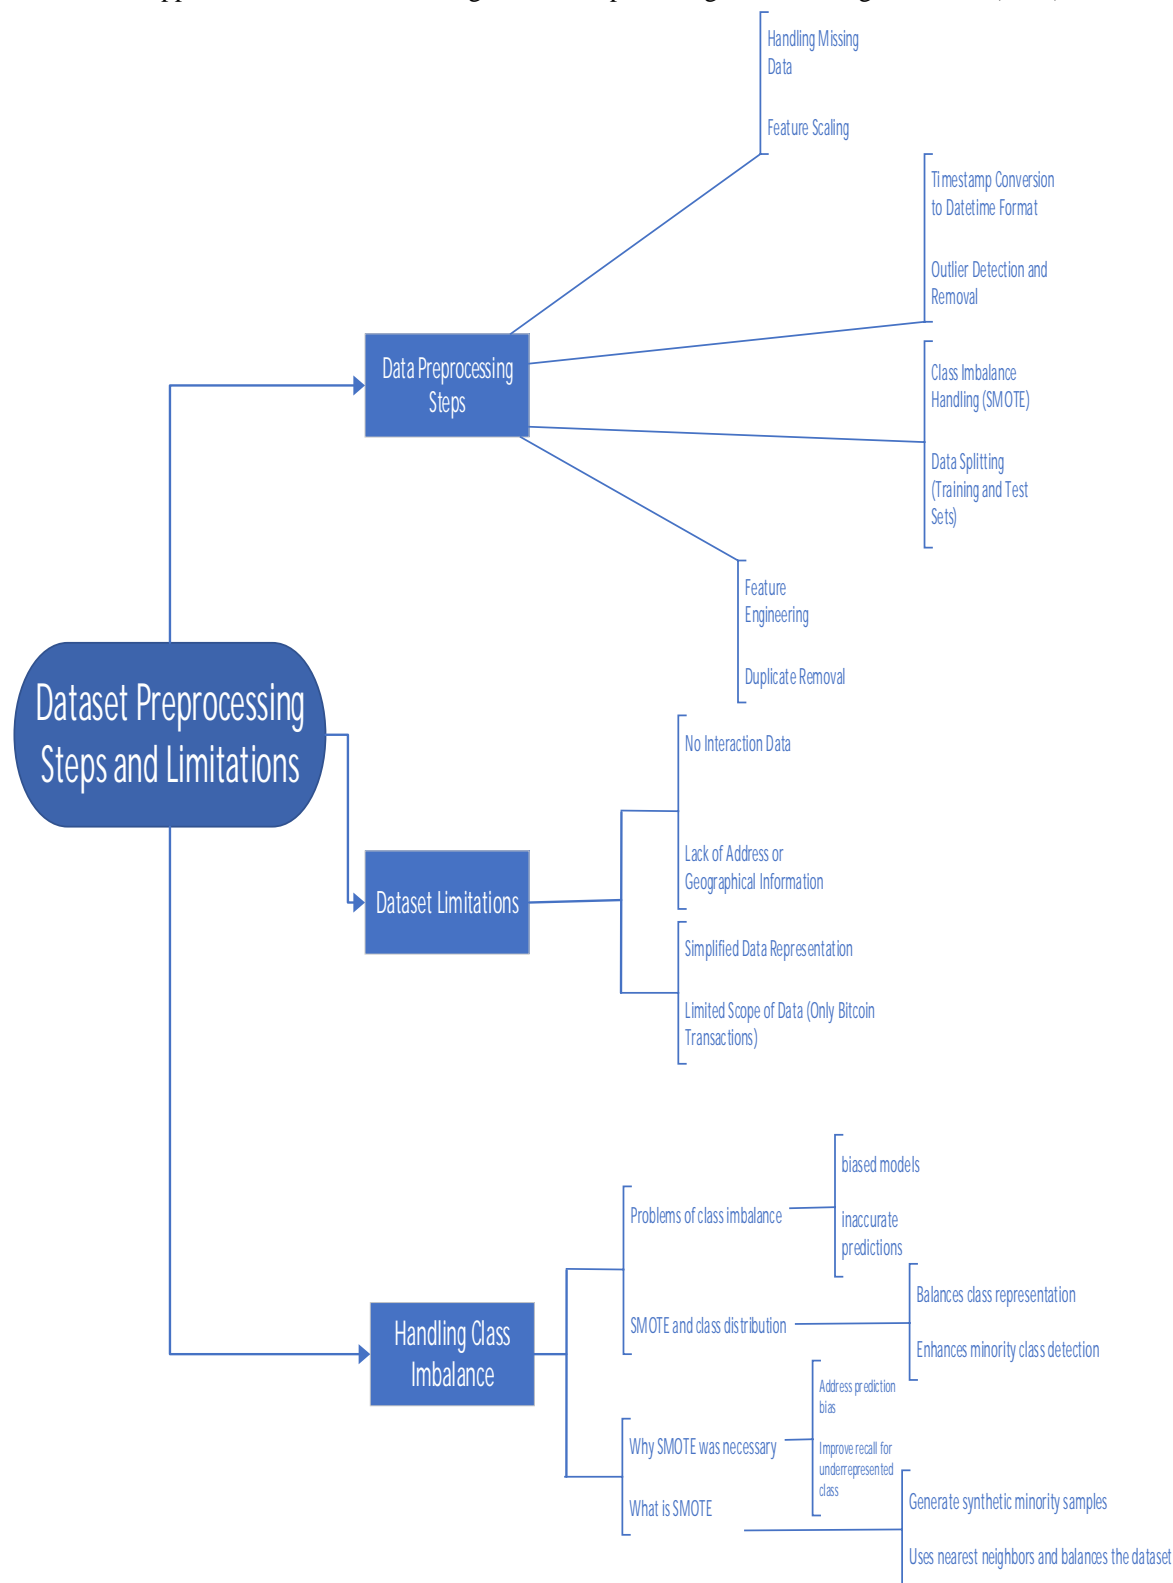 Handling Missing
Data
Feature Scaling
Timestamp Conversion
to Datetime Format
Outlier Detection and
Removal
Data Preprocessing
Steps
Class Imbalance
Handling (SMOTE)
Data Splitting
(Training and Test
Sets)
Feature
Engineering
Duplicate Removal
Dataset Preprocessing
Steps and Limitations
No Interaction Data
Lack of Address or
Geographical Information
Dataset Limitations
Simplified Data Representation
Limited Scope of Data (Only Bitcoin
Transactions)
biased models
inaccurate
predictions
Problems of class imbalance
Balances class representation
Enhances minority class detection
SMOTE and class distribution
Handling Class
Imbalance
Address prediction
bias
Improve recall for
underrepresented
class
Why SMOTE was necessary
What is SMOTE
Generate synthetic minority samples
Uses nearest neighbors and balances the dataset